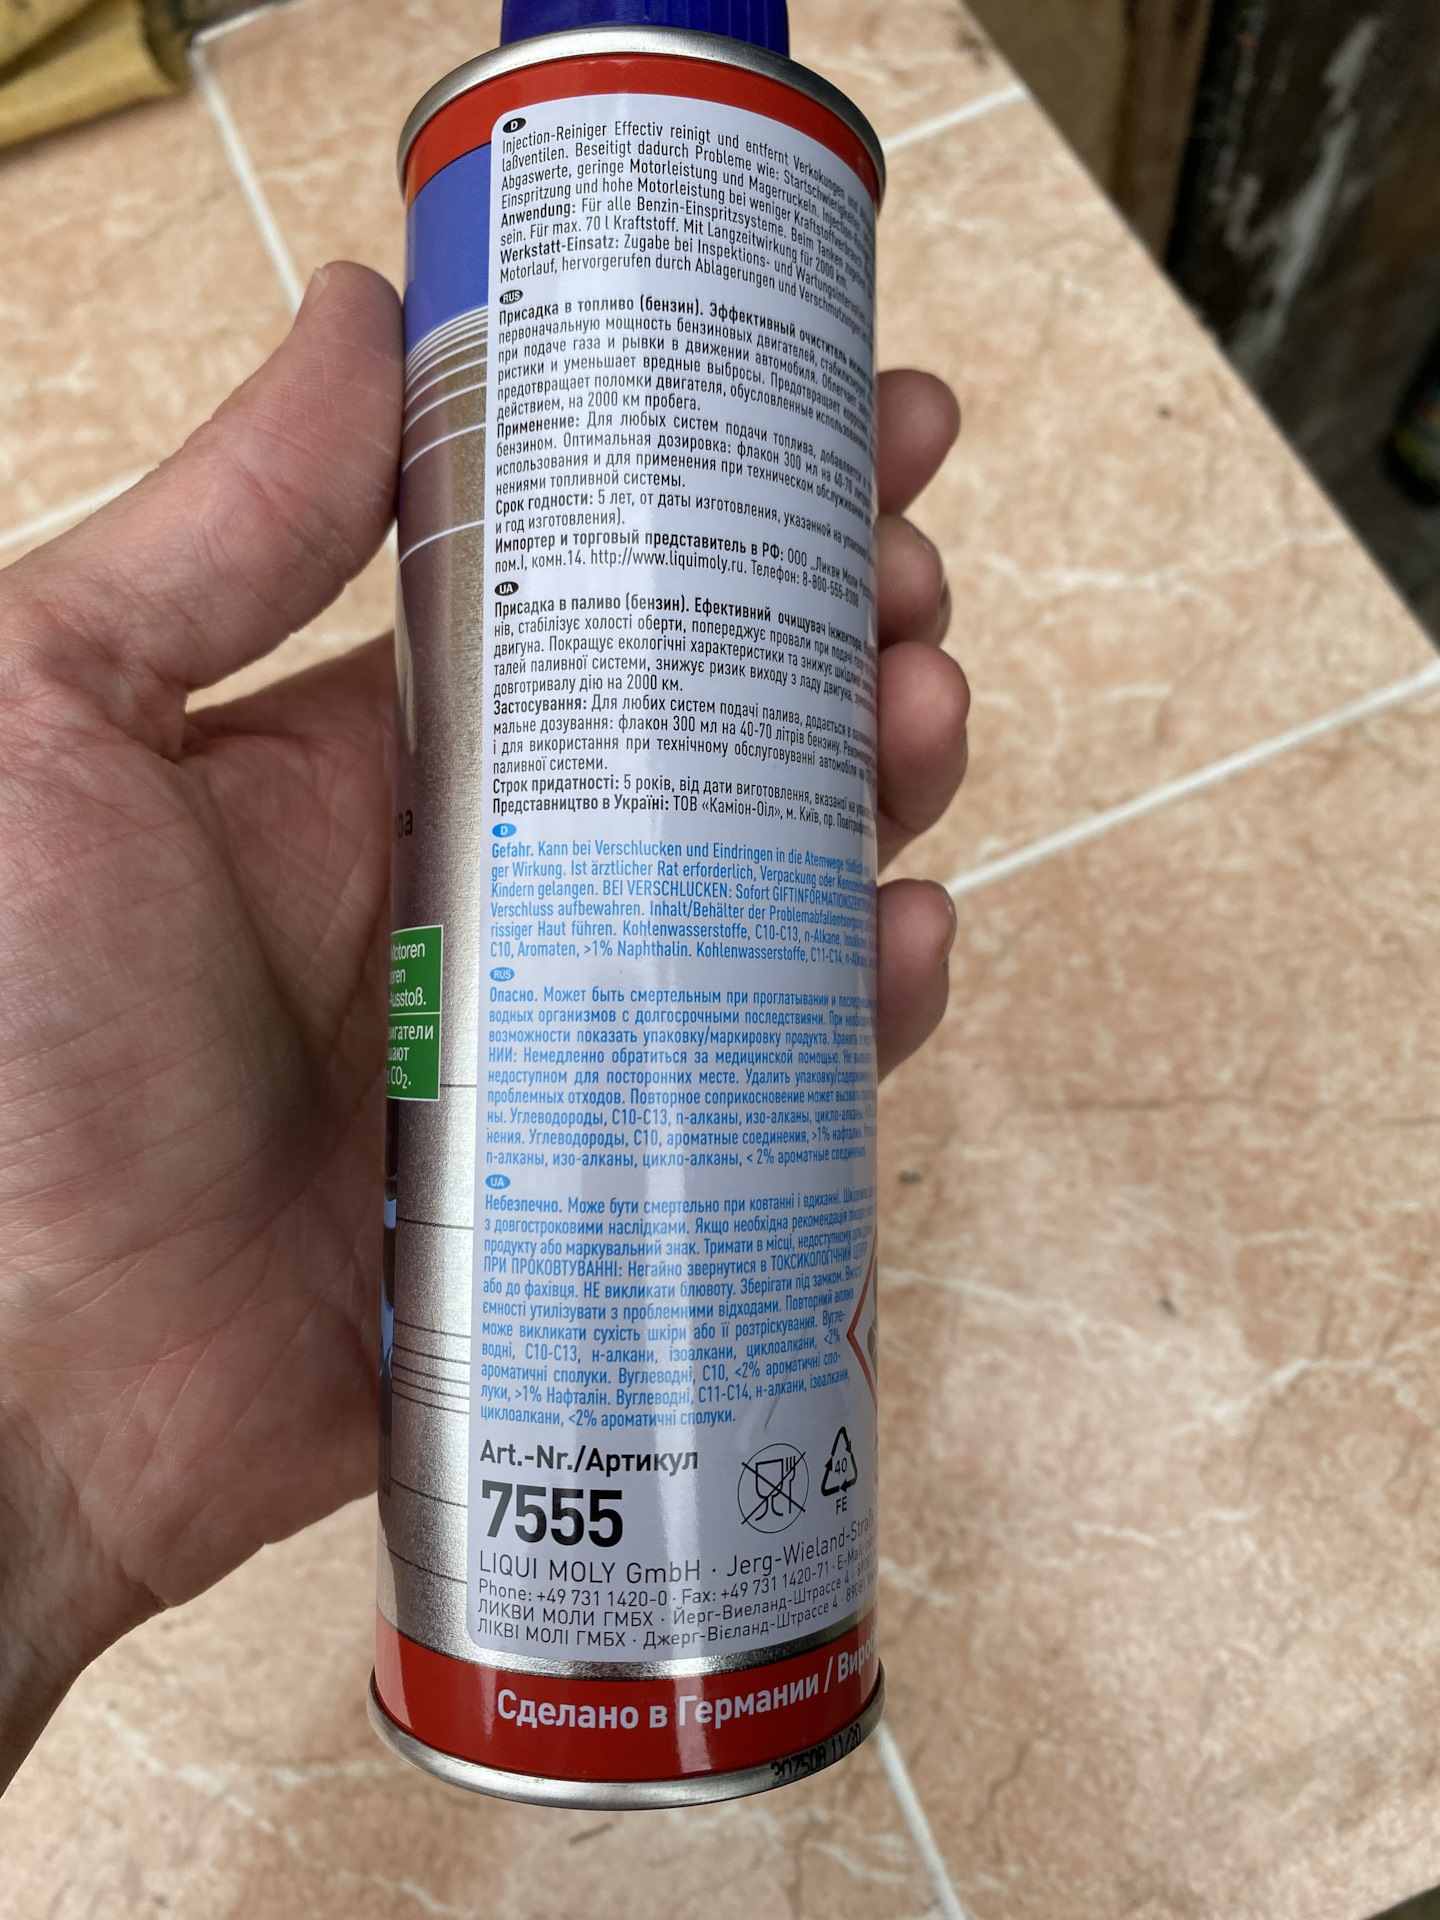 D
Injection-Reiniger Effectiv reinigt und entfernt Verkokungen
laßventilen. Beseitigt dadurch Probleme wie: Startschwierigkeiten
Abgaswerte, geringe Motorleistung und Magerruckeln.
Einspritzung und hohe Motorleistung bei weniger Kraftstoffverbrauch
Anwendung: Für alle Benzin-Einspritzsysteme. Beim Tanken
sein. Für max. 70 l Kraftstoff. Mit Langzeitwirkung für 2000 km.
Werkstatt-Einsatz: Zugabe bei Inspektions- und Wartungsintervallen
Motorlauf, hervorgerufen durch Ablagerungen und Verschmutzungen
RUS
Присадка в топливо (бензин). Эффективный очиститель
первоначальную мощность бензиновых двигателей, стабилизирует
при подаче газа и рывки в движении автомобиля. Облегчает
ристики и уменьшает вредные выбросы. Предотвращает
предотвращает поломки двигателя, обусловленные использованием
действием, на 2000 км пробега.
Применение: Для любых систем подачи топлива, добавляется в
бензином. Оптимальная дозировка: флакон 300 мл на 40-70
использования и для применения при техническом обслуживании
нениями топливной системы.
Срок годности: 5 лет, от даты изготовления, указанной на упаковке
и год изготовления).
Импортер и торговый представитель в РФ: ООО „Ликви Моли
пом.I, комн.14. http://www.liquimoly.ru. Телефон: 8-800-555-8308
UA
Присадка в паливо (бензин). Ефективний очищувач інжектора.
нів, стабілізує холості оберти, попереджує провали при подачі газу
двигуна. Покращує екологічні характеристики та знижує шкідливі
талей паливної системи, знижує ризик виходу з ладу двигуна,
довготривалу дію на 2000 км.
Застосування: Для любих систем подачі палива, додається в
мальне дозування: флакон 300 мл на 40-70 літрів бензину.
і для використання при технічному обслуговуванні автомобіля
паливної системи.
Строк придатності: 5 років, від дати виготовлення, вказаної на
Представництво в Україні: ТОВ «Каміон-Оіл», м. Київ, пр.
D
Gefahr. Kann bei Verschlucken und Eindringen in die Atemwege tödlich
ger Wirkung. Ist ärztlicher Rat erforderlich, Verpackung oder
Kindern gelangen. BEI VERSCHLUCKEN: Sofort GIFTINFORMATIONSZENTRUM
Verschluss aufbewahren. Inhalt/Behälter der Problemabfallentsorgung
rissiger Haut führen. Kohlenwasserstoffe, C10-C13, n-Alkane,
C10, Aromaten, >1% Naphthalin. Kohlenwasserstoffe, C11-C14,
RUS
Опасно. Может быть смертельным при проглатывании и
водных организмов с долгосрочными последствиями. При
возможности показать упаковку/маркировку продукта. Хранить
НИИ: Немедленно обратиться за медицинской помощью. Не
недоступном для посторонних месте. Удалить упаковку/содержимое
проблемных отходов. Повторное соприкосновение может вызвать
ны. Углеводороды, C10-C13, n-алканы, изо-алканы, цикло-алканы,
нения. Углеводороды, C10, ароматные соединения, >1% нафталин.
n-алканы, изо-алканы, цикло-алканы, < 2% ароматные соединения.
UA
Небезпечно. Може бути смертельно при ковтанні і вдиханні.
з довгостроковими наслідками. Якщо необхідна рекомендація
продукту або маркувальний знак. Тримати в місці, недоступному
ПРИ ПРОКОВТУВАННІ: Негайно звернутися в ТОКСИКОЛОГІЧНИЙ ЦЕНТР
або до фахівця. НЕ викликати блювоту. Зберігати під замком. Вміст/
ємності утилізувати з проблемними відходами. Повторний вплив
може викликати сухість шкіри або її розтріскування. Вугле-
водні, C10-C13, н-алкани, ізоалкани, циклоалкани, <2%
ароматичні сполуки. Вуглеводні, C10, <2% ароматичні спо-
луки, >1% Нафталін. Вуглеводні, C11-C14, н-алкани, ізоалкани,
циклоалкани, <2% ароматичні сполуки.
Art.-Nr./Артикул
7555
40
FE
LIQUI MOLY GmbH · Jerg-Wieland-Straße
Phone: +49 731 1420-0 · Fax: +49 731 1420-71 ·
ЛИКВИ МОЛИ ГМБХ · Йерг-Виеланд-Штрассе 4 ·
ЛІКВІ МОЛІ ГМБХ · Джерг-Віеланд-Штрассе 4 ·
Сделано в Германии /
11/20
Motoren
CO₂.